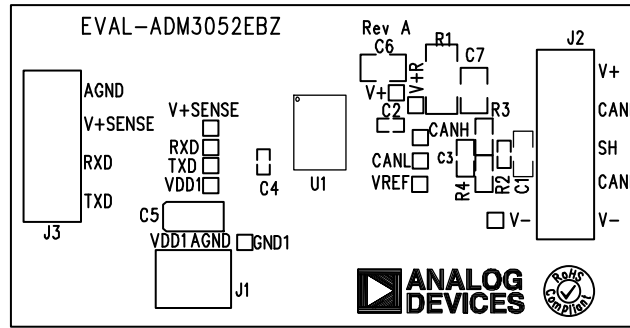 EVAL-ADM3052EBZ
Rev A
C6
R1
C7
J2
V+
V+R
V+
CAN
SH
CAN
V-
AGND
V+SENSE
RXD
TXD
J3
V+SENSE
RXD
TXD
VDD1
C4
U1
C2
CANH
CANL
VREF
R3
C3
R4
R2
C1
V-
C5
VDD1 AGND
GND1
J1
ANALOG
DEVICES
RoHS
Compliant